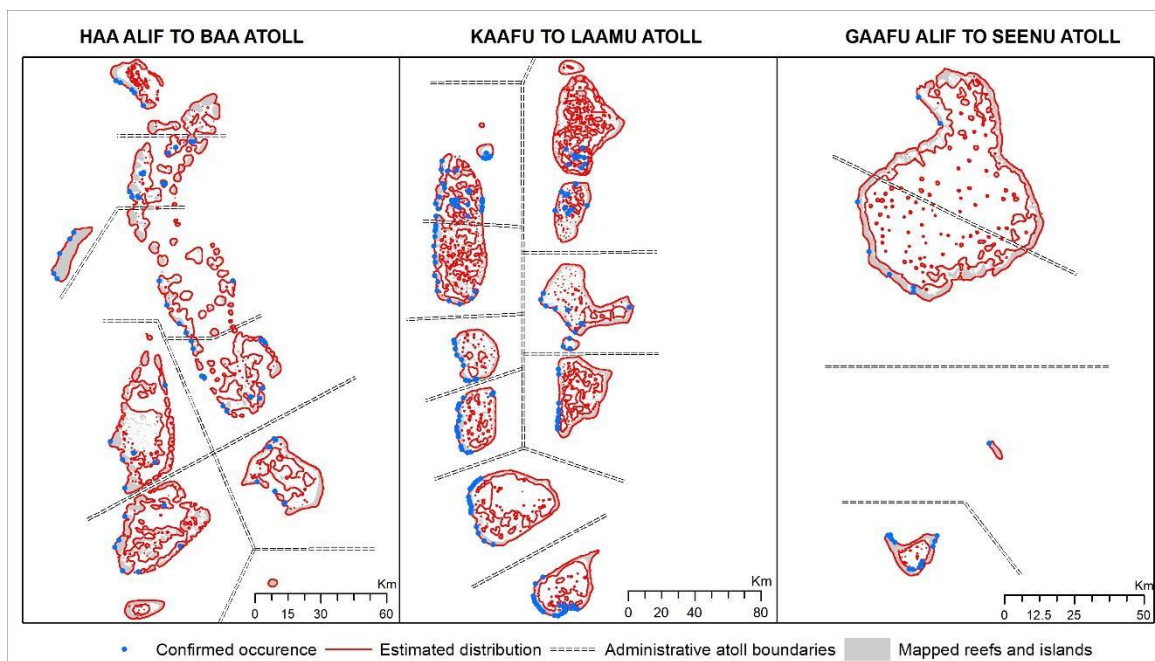 HAA ALIF TO BAA ATOLL
KAAFU TO LAAMU ATOLL
GAAFU ALIF TO SEENU ATOLL
Km
0 15 30 60
Km
0 20 40 80
Km
0 12.5 25 50
Confirmed occurence
Estimated distribution
Administrative atoll boundaries
Mapped reefs and islands